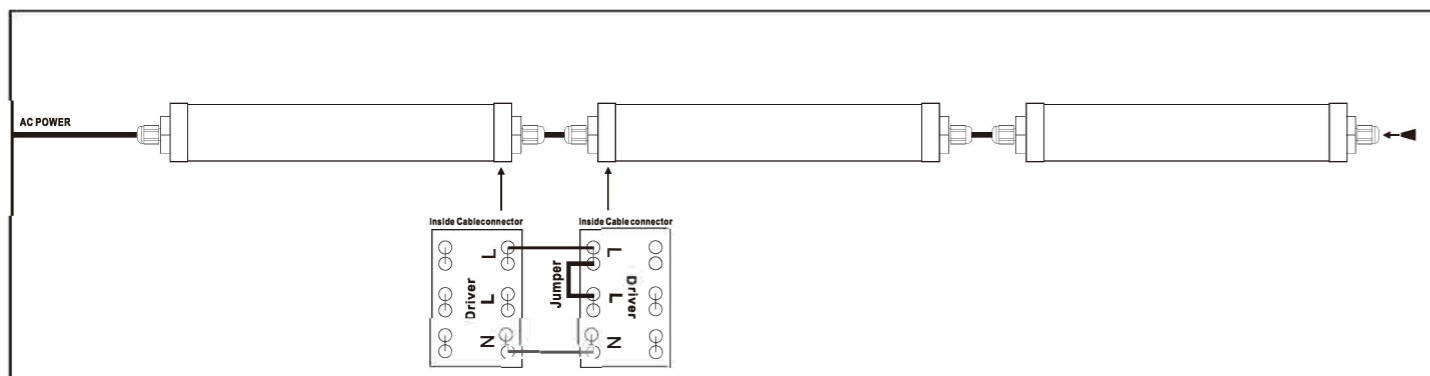 AC POWER
Inside Cableconnector
Inside Cable connector
L
L
N
Driver
Jumper
L
L
N
Driver